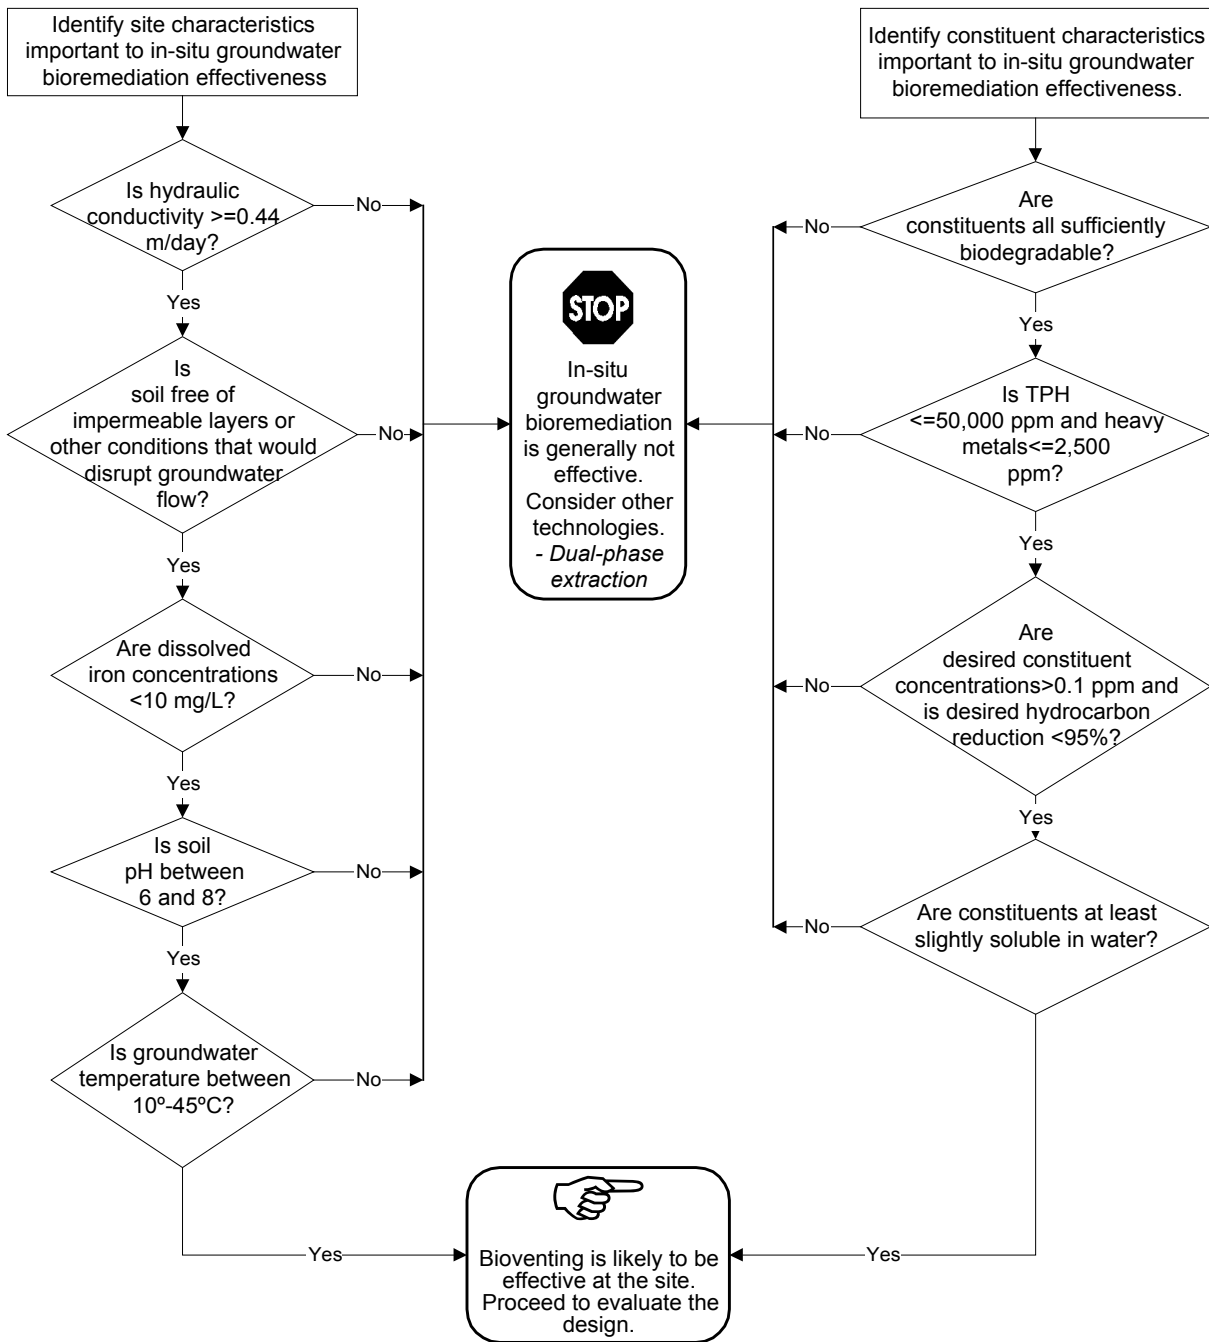 Identify site characteristics
important to in-situ groundwater
bioremediation effectiveness
Is hydraulic
conductivity >=0.44
m/day?
No
Yes
Is
soil free of
impermeable layers or
other conditions that would
disrupt groundwater
flow?
No
Yes
Are dissolved
iron concentrations
<10 mg/L?
No
Yes
Is soil
pH between
6 and 8?
No
Yes
Is groundwater
temperature between
10º-45ºC?
No
Yes
STOP
In-situ
groundwater
bioremediation
is generally not
effective.
Consider other
technologies.
- Dual-phase
extraction
Identify constituent characteristics
important to in-situ groundwater
bioremediation effectiveness.
Are
constituents all sufficiently
biodegradable?
No
Yes
Is TPH
<=50,000 ppm and heavy
metals<=2,500
ppm?
No
Yes
Are
desired constituent
concentrations>0.1 ppm and
is desired hydrocarbon
reduction <95%?
No
Yes
Are constituents at least
slightly soluble in water?
No
Yes
Bioventing is likely to be
effective at the site.
Proceed to evaluate the
design.